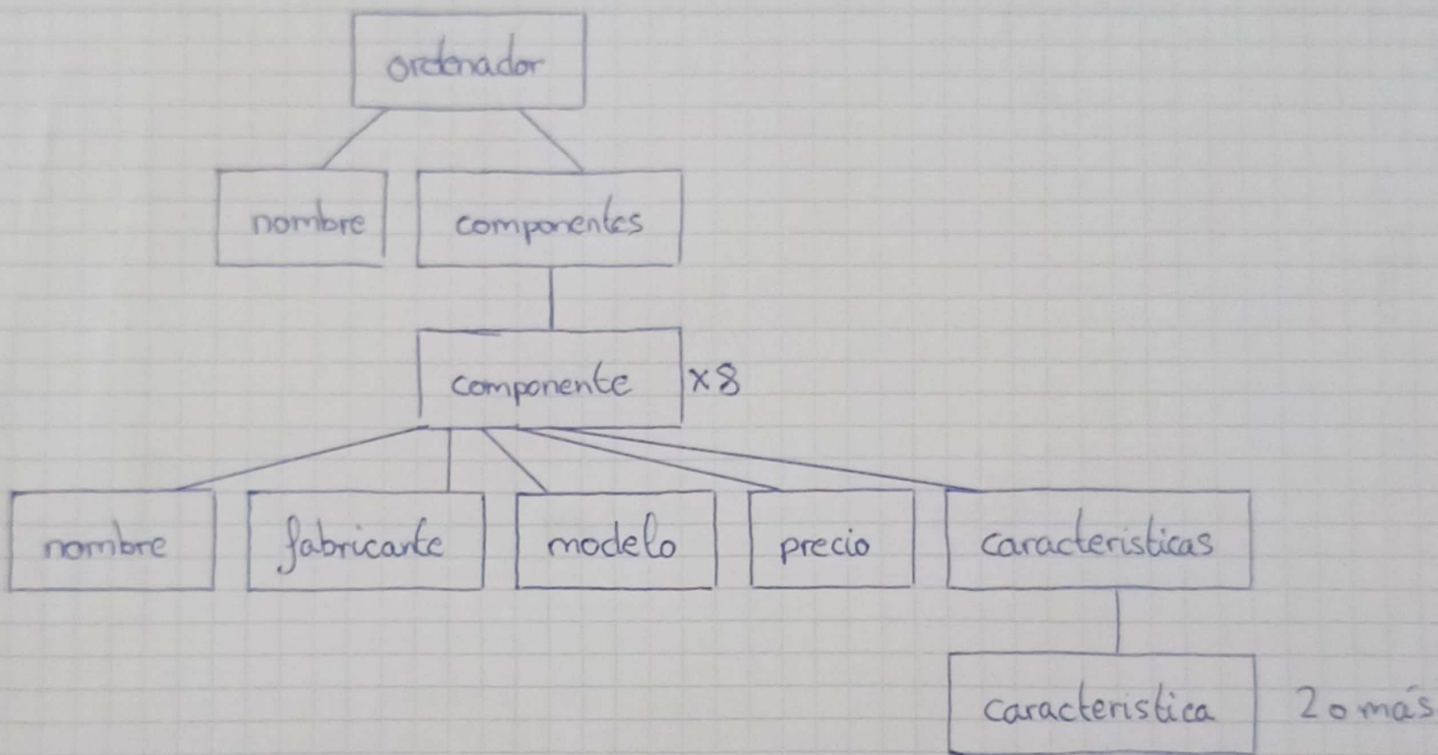 ordenador
nombre componentes
componente x8
nombre fabricante modelo precio caracteristicas
caracteristica 2 o más